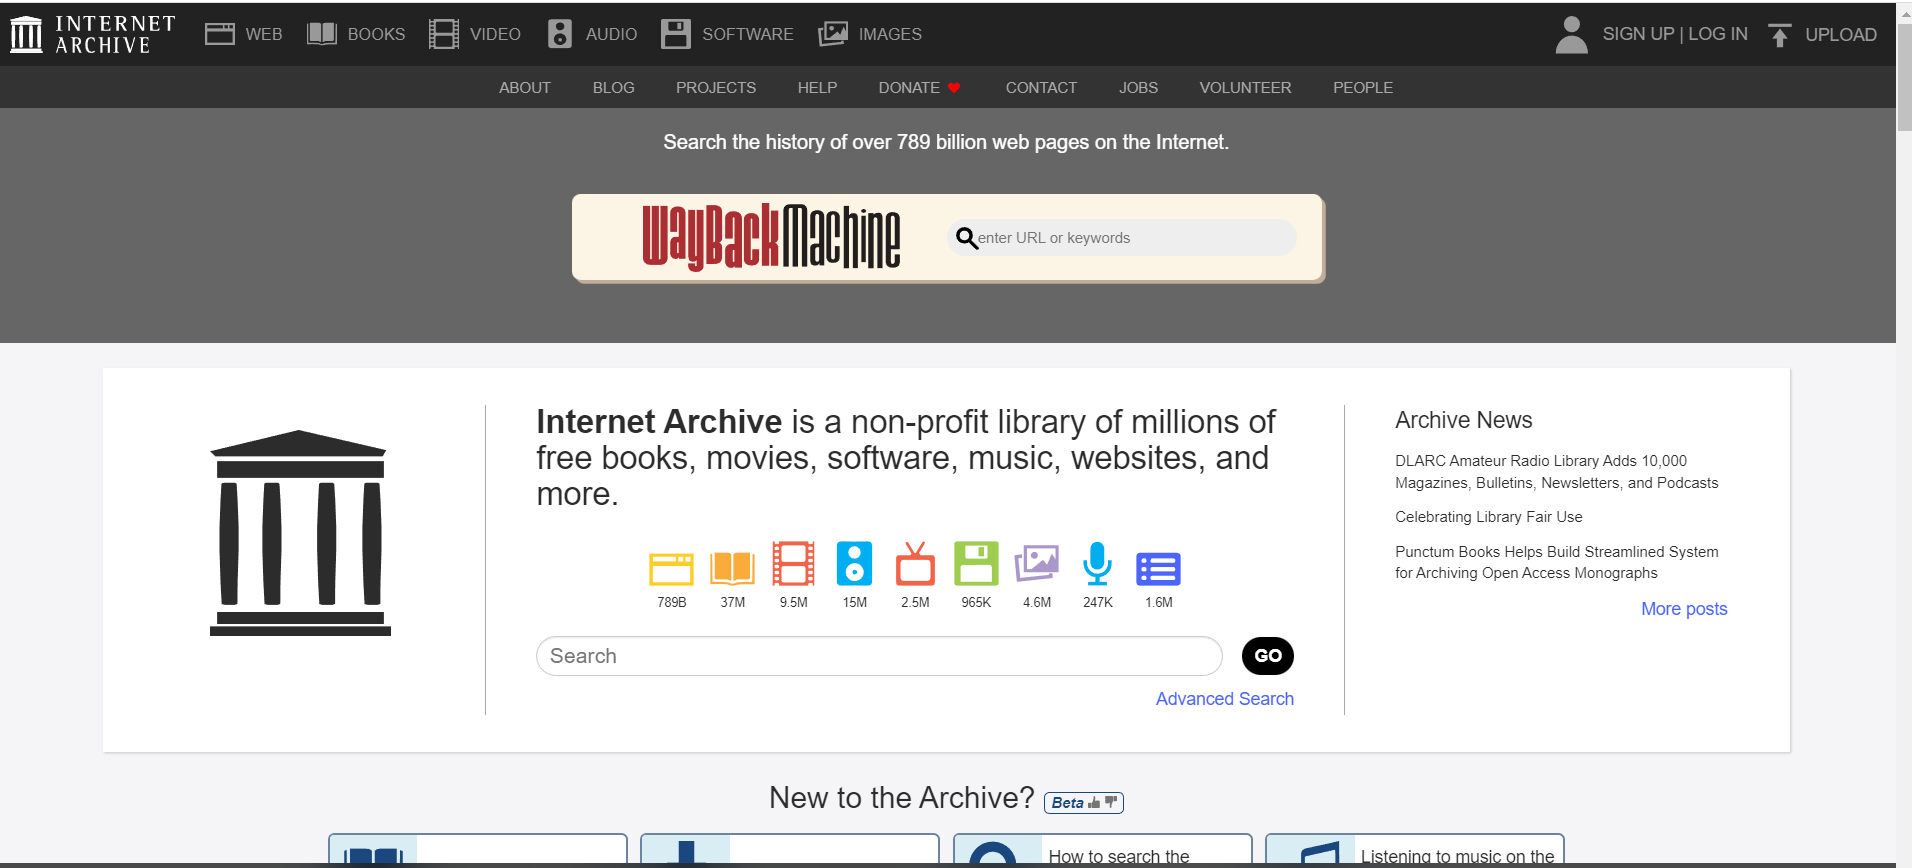 INTERNET
ARCHIVE
WEB
BOOKS
VIDEO
AUDIO
SOFTWARE
IMAGES
SIGN UP | LOG IN
UPLOAD
ABOUT
BLOG
PROJECTS
HELP
DONATE
CONTACT
JOBS
VOLUNTEER
PEOPLE
Search the history of over 789 billion web pages on the Internet.
WayBackMachine
enter URL or keywords
Internet Archive is a non-profit library of millions of
free books, movies, software, music, websites, and
more.
789B
37M
9.5M
15M
2.5M
965K
4.6M
247K
1.6M
Search
GO
Advanced Search
Archive News
DLARC Amateur Radio Library Adds 10,000
Magazines, Bulletins, Newsletters, and Podcasts
Celebrating Library Fair Use
Punctum Books Helps Build Streamlined System
for Archiving Open Access Monographs
More posts
New to the Archive?
Beta
How to search the
Listening to music on the